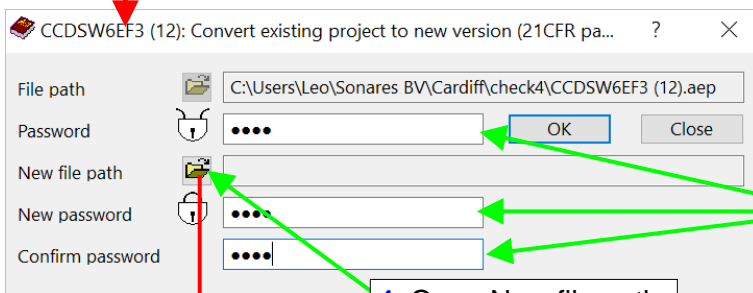 CCDSW6EF3 (12): Convert existing project to new version (21CFR pa... ? ×
File path C:\Users\Leo\Sonares BV\Cardiff\check4\CCDSW6EF3 (12).aep
Password •••• OK Close
New file path
New password ••••
Confirm password ••••